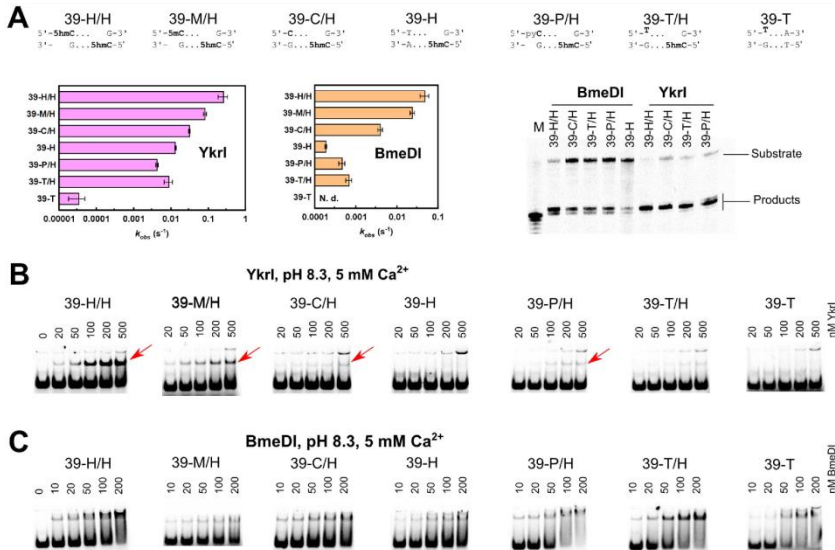 A
39-H/H 39-M/H 39-C/H 39-H 39-P/H 39-T/H 39-T
5'-5hmC... G-3' 5'-5mC... G-3' 5'-C... G-3' 5'-T... G-3' 5'-pyC... G-3' 5'-T... G-3' 5'-T...A-3'
3'- G...5hmC-5' 3'- G...5hmC-5' 3'-G...5hmC-5' 3'-A...5hmC-5' 3'- G...5hmC-5' 3'-G...5hmC-5' 3'-G...T-5'
39-H/H
39-M/H
39-C/H
39-H
39-P/H
39-T/H
39-T
YkrI
0.00001 0.0001 0.001 0.01 0.1 1
kobs (s⁻¹)
39-H/H
39-M/H
39-C/H
39-H
39-P/H
39-T/H
39-T
N. d.
BmeDI
0.0001 0.001 0.01 0.1
kobs (s⁻¹)
BmeDI YkrI
M 39-H/H 39-C/H 39-T/H 39-P/H 39-H 39-H/H 39-C/H 39-T/H 39-P/H
Substrate
Products
B
YkrI, pH 8.3, 5 mM Ca²⁺
39-H/H 39-M/H 39-C/H 39-H 39-P/H 39-T/H 39-T
0 20 50 100 200 500 20 50 100 200 500 20 50 100 200 500 20 50 100 200 500 20 50 100 200 500 20 50 100 200 500 20 50 100 200 500 nM YkrI
C
BmeDI, pH 8.3, 5 mM Ca²⁺
39-H/H 39-M/H 39-C/H 39-H 39-P/H 39-T/H 39-T
0 10 20 50 100 200 10 20 50 100 200 10 20 50 100 200 10 20 50 100 200 10 20 50 100 200 10 20 50 100 200 10 20 50 100 200 nM BmeDI